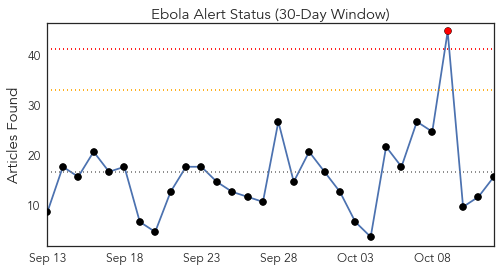 Ebola Alert Status (30-Day Window)
Articles Found
40
30
20
10
Sep 13 Sep 18 Sep 23 Sep 28 Oct 03 Oct 08